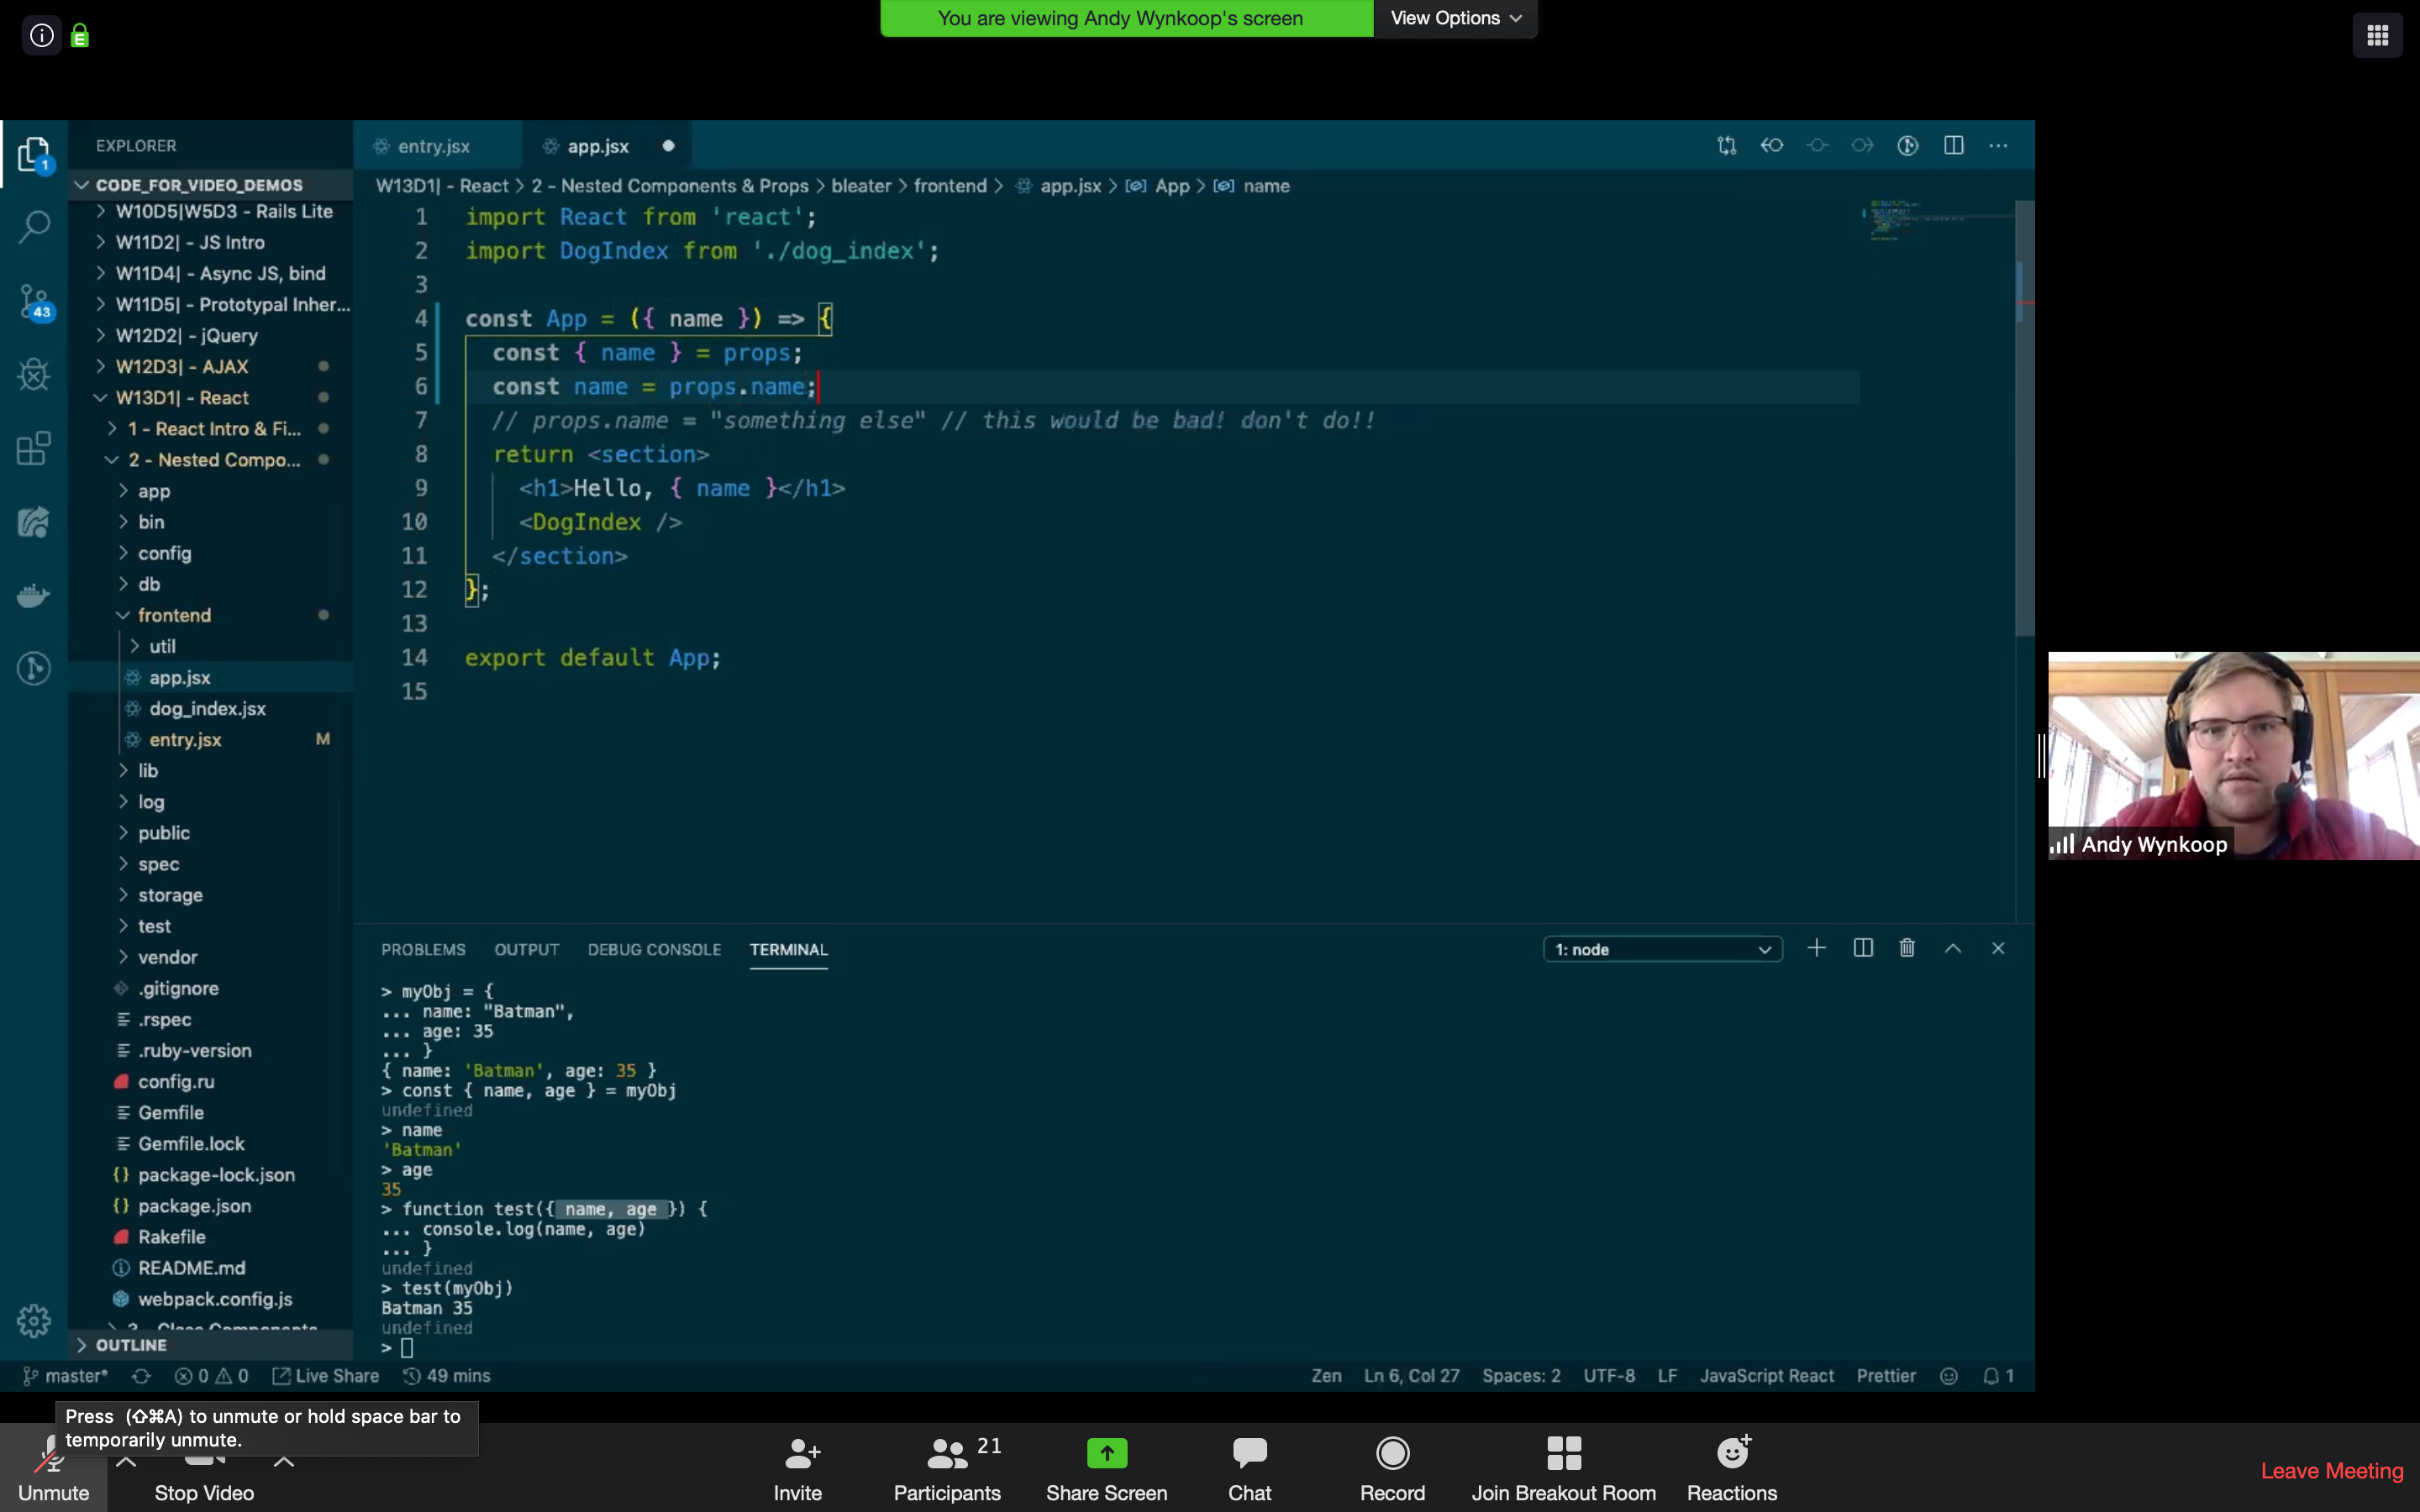 You are viewing Andy Wynkoop's screen
View Options
EXPLORER
CODE_FOR_VIDEO_DEMOS
W10D5|W5D3 - Rails Lite
W11D2| - JS Intro
W11D4| - Async JS, bind
W11D5| - Prototypal Inher...
W12D2| - jQuery
W12D3| - AJAX
W13D1| - React
1 - React Intro & Fi...
2 - Nested Compo...
app
bin
config
db
frontend
util
app.jsx
dog_index.jsx
entry.jsx M
lib
log
public
spec
storage
test
vendor
.gitignore
.rspec
.ruby-version
config.ru
Gemfile
Gemfile.lock
package-lock.json
package.json
Rakefile
README.md
webpack.config.js
3 - Class Components
OUTLINE
1
43
entry.jsx
app.jsx
W13D1| - React > 2 - Nested Components & Props > bleater > frontend > app.jsx > App > name
1 import React from 'react';
2 import DogIndex from './dog_index';
3
4 const App = ({ name }) => {
5 const { name } = props;
6 const name = props.name;
7 // props.name = "something else" // this would be bad! don't do!!
8 return <section>
9 <h1>Hello, { name }</h1>
10 <DogIndex />
11 </section>
12 };
13
14 export default App;
15
PROBLEMS OUTPUT DEBUG CONSOLE TERMINAL
1: node
> myObj = {
... name: "Batman",
... age: 35
... }
{ name: 'Batman', age: 35 }
> const { name, age } = myObj
undefined
> name
'Batman'
> age
35
> function test({ name, age }) {
... console.log(name, age)
... }
undefined
> test(myObj)
Batman 35
undefined
>
Andy Wynkoop
master* 0 0 Live Share 49 mins
Zen Ln 6, Col 27 Spaces: 2 UTF-8 LF JavaScript React Prettier 1
Press (⇧⌘A) to unmute or hold space bar to
temporarily unmute.
Unmute
Stop Video
Invite
Participants 21
Share Screen
Chat
Record
Join Breakout Room
Reactions
Leave Meeting